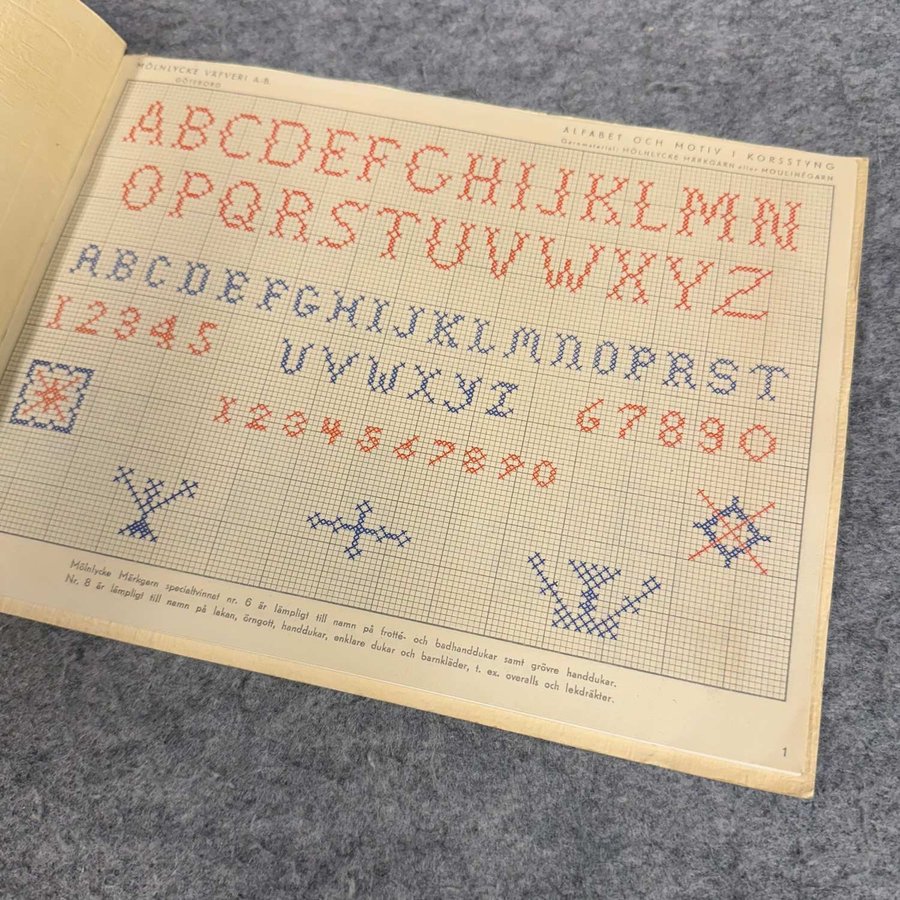 MÖLNLYCKE VÄFVERI A.-B.
GÖTEBORG
ALFABET OCH MOTIV I KORSSTYNG
Garnmaterial: MÖLNLYCKE MÄRKGARN eller MOULINÉGARN
ABCDEFGHIJKLMN
OPQRSTUVWXYZ
ABCDEFGHIJKLMNOPRST
12345
UVWXYZ
67890
1234567890
Mölnlycke Märkgarn specialtvinnat nr. 6 är lämpligt till namn på frotté- och badhanddukar samt grövre handdukar.
Nr. 8 är lämpligt till namn på lakan, örngott, handdukar, enklare dukar och barnkläder, t. ex. overalls och lekdräkter.
1